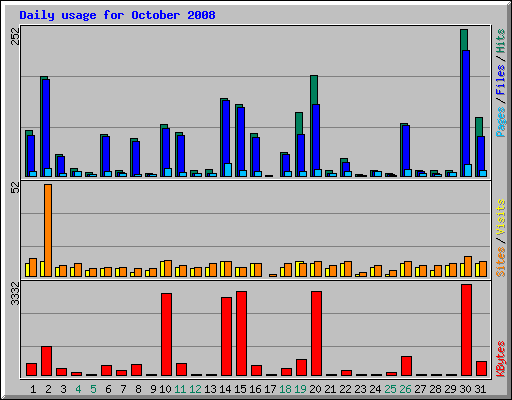 Daily usage for October 2008
252
Pages / Files / Hits
52
Sites / Visits
3332
KBytes
1 2 3 4 5 6 7 8 9 10 11 12 13 14 15 16 17 18 19 20 21 22 23 24 25 26 27 28 29 30 31